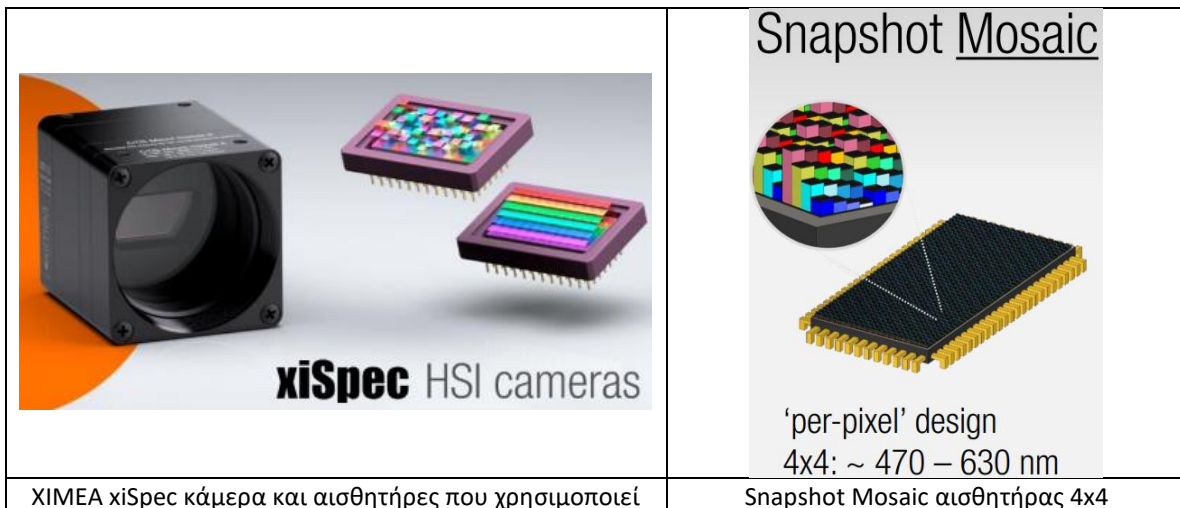 xiSpec HSI cameras
Snapshot Mosaic
'per-pixel' design
4x4: ~ 470 – 630 nm
XIMEA xiSpec κάμερα και αισθητήρες που χρησιμοποιεί
Snapshot Mosaic αισθητήρας 4x4